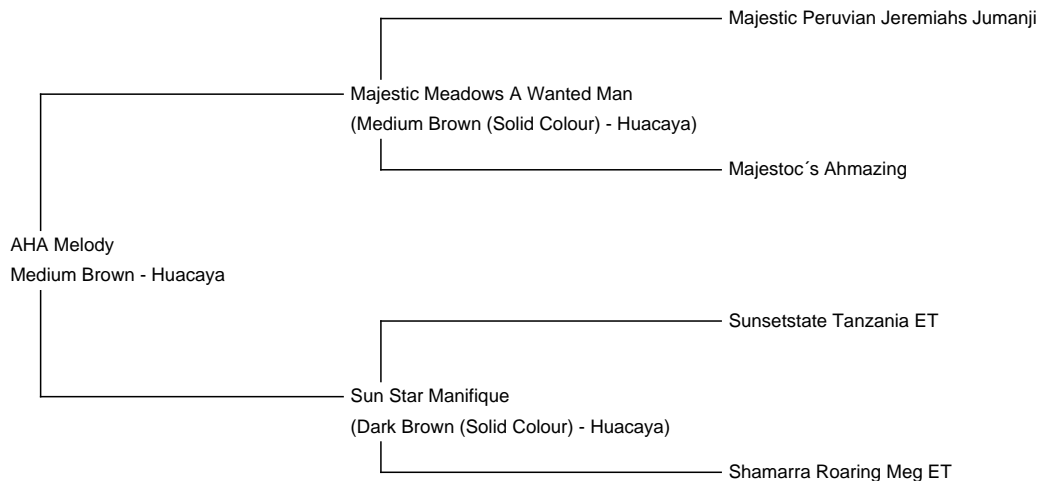 Majestic Peruvian Jeremiahs Jumanji
Majestic Meadows A Wanted Man
(Medium Brown (Solid Colour) - Huacaya)
Majestoc´s Ahmazing
AHA Melody
Medium Brown - Huacaya
Sunsetstate Tanzania ET
Sun Star Manifique
(Dark Brown (Solid Colour) - Huacaya)
Shamarra Roaring Meg ET